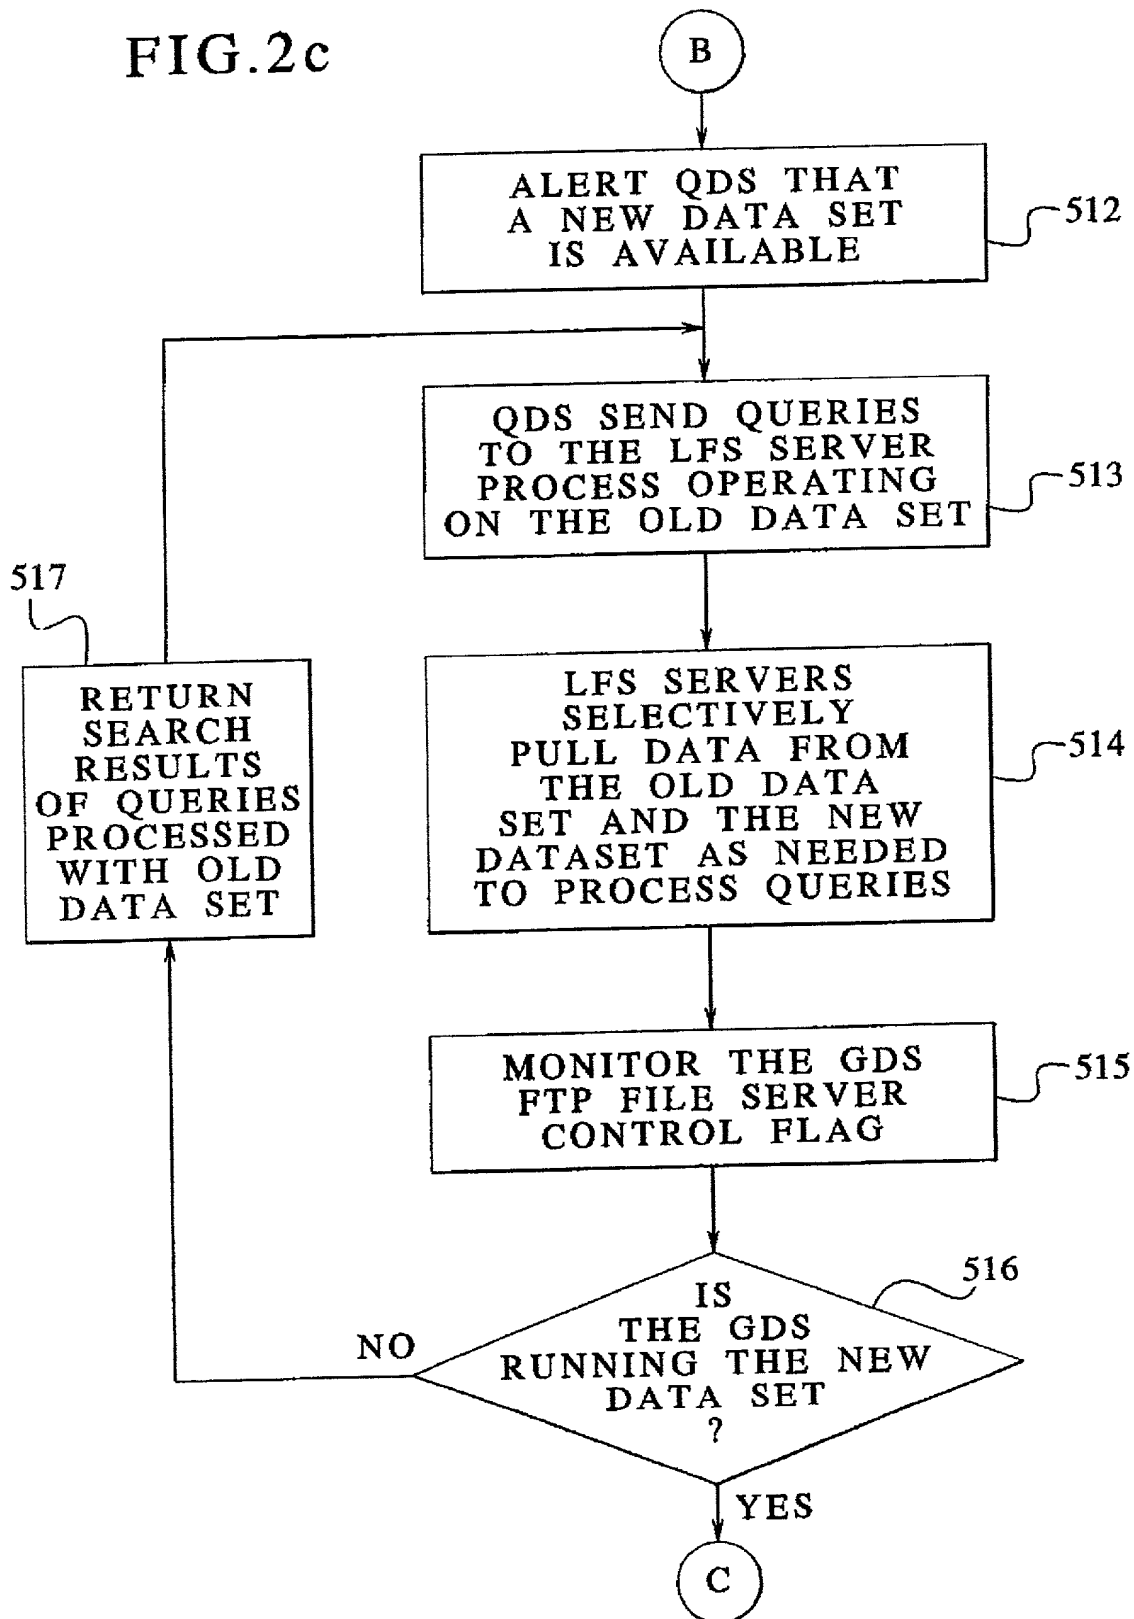 FIG.2c
B
ALERT QDS THAT
A NEW DATA SET
IS AVAILABLE
512
QDS SEND QUERIES
TO THE LFS SERVER
PROCESS OPERATING
ON THE OLD DATA SET
513
517
RETURN
SEARCH
RESULTS
OF QUERIES
PROCESSED
WITH OLD
DATA SET
LFS SERVERS
SELECTIVELY
PULL DATA FROM
THE OLD DATA
SET AND THE NEW
DATASET AS NEEDED
TO PROCESS QUERIES
514
MONITOR THE GDS
FTP FILE SERVER
CONTROL FLAG
515
516
IS
THE GDS
RUNNING THE NEW
DATA SET
?
NO
YES
C